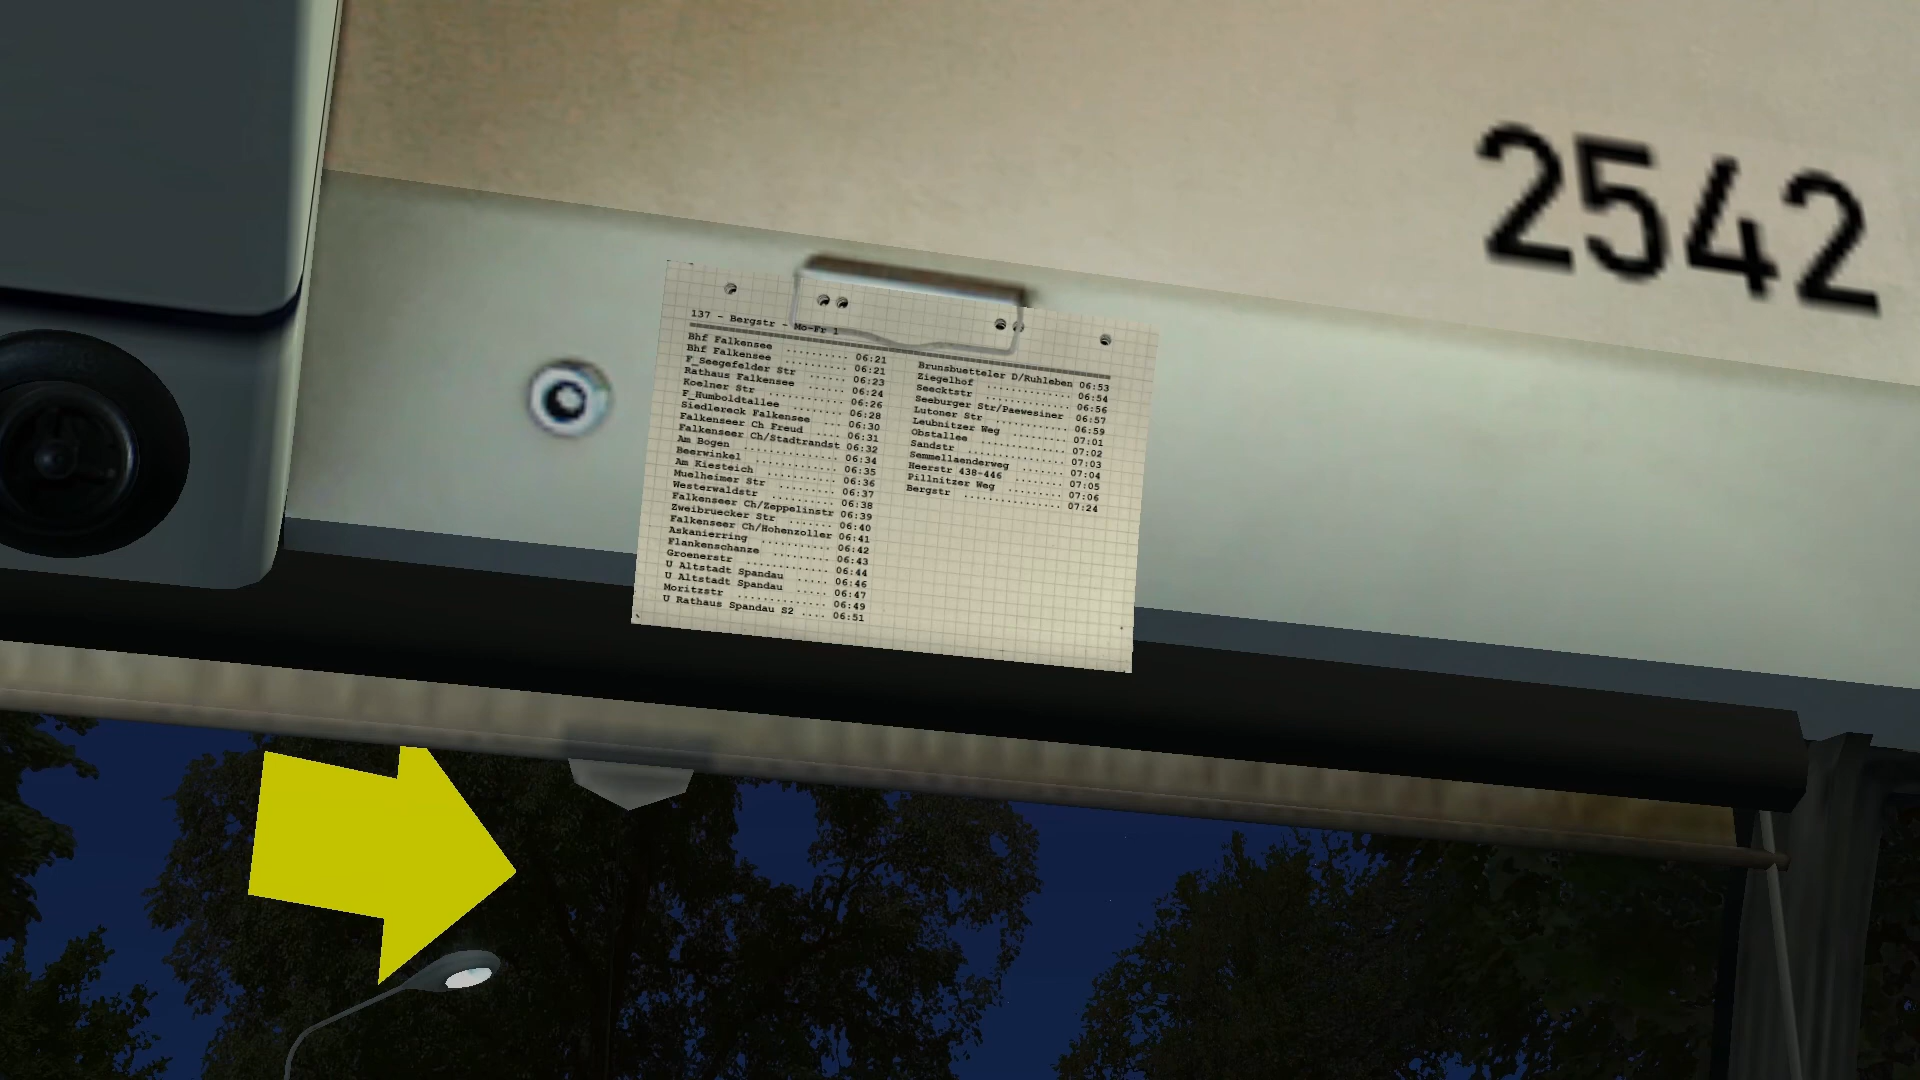 2542
137 - Bergstr - Mo-Fr 1
Bhf Falkensee .......... 06:21
Bhf Falkensee .......... 06:21
F_Seegefelder Str ...... 06:23
Rathaus Falkensee ...... 06:24
Koelner Str ............ 06:26
F_Humboldtallee ........ 06:28
Siedlereck Falkensee ... 06:30
Falkenseer Ch Freud .... 06:31
Falkenseer Ch/Stadtrandst 06:32
Am Bogen ............... 06:34
Beerwinkel ............. 06:35
Am Kiesteich ........... 06:36
Muelheimer Str ......... 06:37
Westerwaldstr .......... 06:38
Falkenseer Ch/Zeppelinstr 06:39
Zweibruecker Str ....... 06:40
Falkenseer Ch/Hohenzoller 06:41
Askanierring ........... 06:42
Flankenschanze ......... 06:43
Groenerstr ............. 06:44
U Altstadt Spandau ..... 06:46
U Altstadt Spandau ..... 06:47
Moritzstr .............. 06:49
U Rathaus Spandau S2 .... 06:51
Brunsbuetteler D/Ruhleben 06:53
Ziegelhof .............. 06:54
Seecktstr .............. 06:56
Seeburger Str/Paewesiner 06:57
Lutoner Str ............ 06:59
Leubnitzer Weg ......... 07:01
Obstallee .............. 07:02
Sandstr ................ 07:03
Semmellaenderweg ....... 07:04
Heerstr 438-446 ........ 07:05
Pillnitzer Weg ......... 07:06
Bergstr ................ 07:24